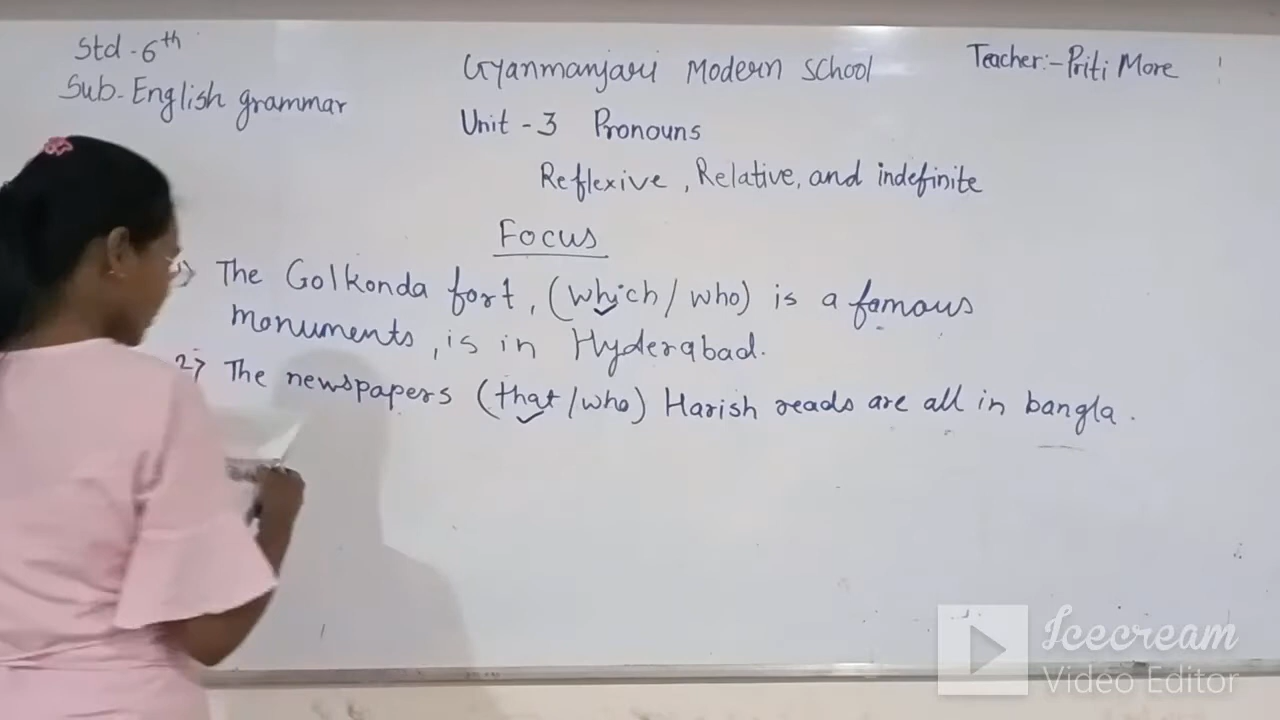 Std - 6th
Sub- English grammar
Gyanmanjari Modern School
Teacher:- Priti More
Unit - 3 Pronouns
Reflexive, Relative, and indefinite
Focus
The Golkonda fort, (which / who) is a famous
monuments, is in Hyderabad.
2> The newspapers (that / who) Harish reads are all in bangla.
Icecream
Video Editor